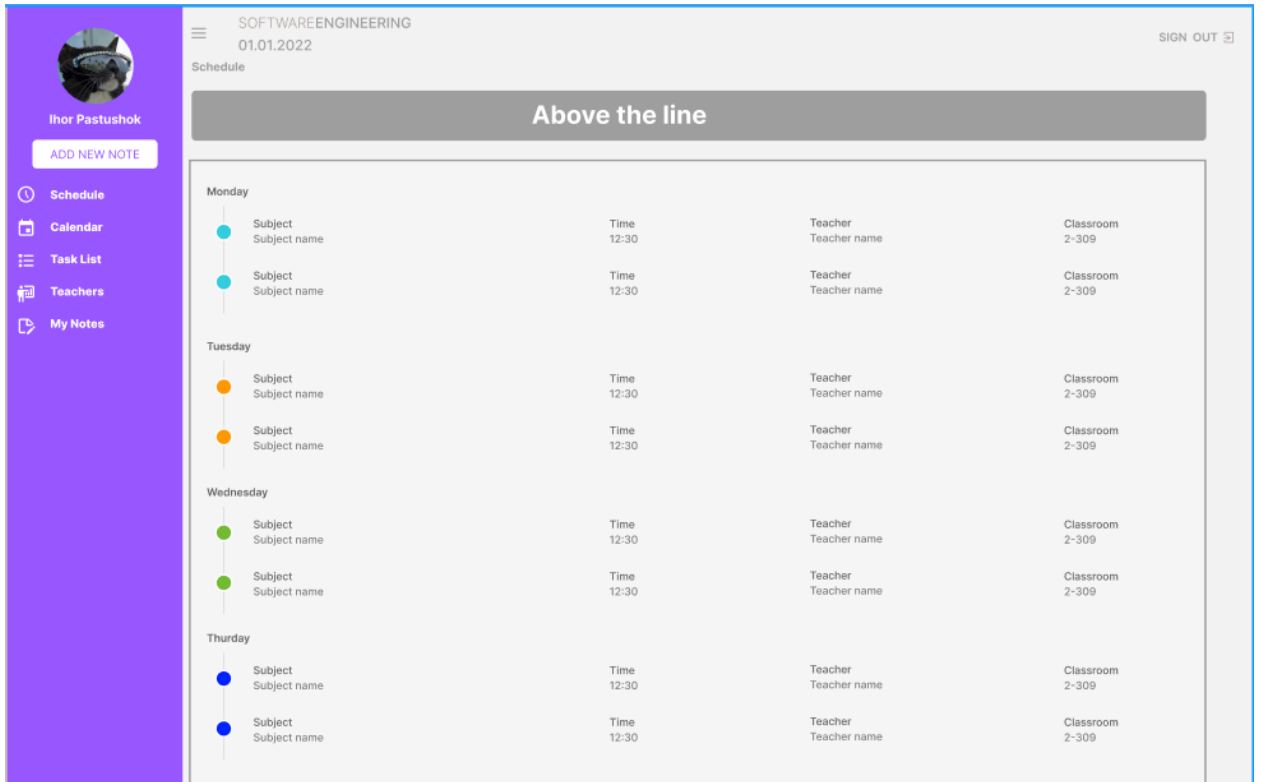 SOFTWAREENGINEERING
01.01.2022
SIGN OUT
Schedule
Ihor Pastushok
ADD NEW NOTE
Schedule
Calendar
Task List
Teachers
My Notes
Above the line
Monday
Subject Time Teacher Classroom
Subject name 12:30 Teacher name 2-309
Subject Time Teacher Classroom
Subject name 12:30 Teacher name 2-309
Tuesday
Subject Time Teacher Classroom
Subject name 12:30 Teacher name 2-309
Subject Time Teacher Classroom
Subject name 12:30 Teacher name 2-309
Wednesday
Subject Time Teacher Classroom
Subject name 12:30 Teacher name 2-309
Subject Time Teacher Classroom
Subject name 12:30 Teacher name 2-309
Thurday
Subject Time Teacher Classroom
Subject name 12:30 Teacher name 2-309
Subject Time Teacher Classroom
Subject name 12:30 Teacher name 2-309